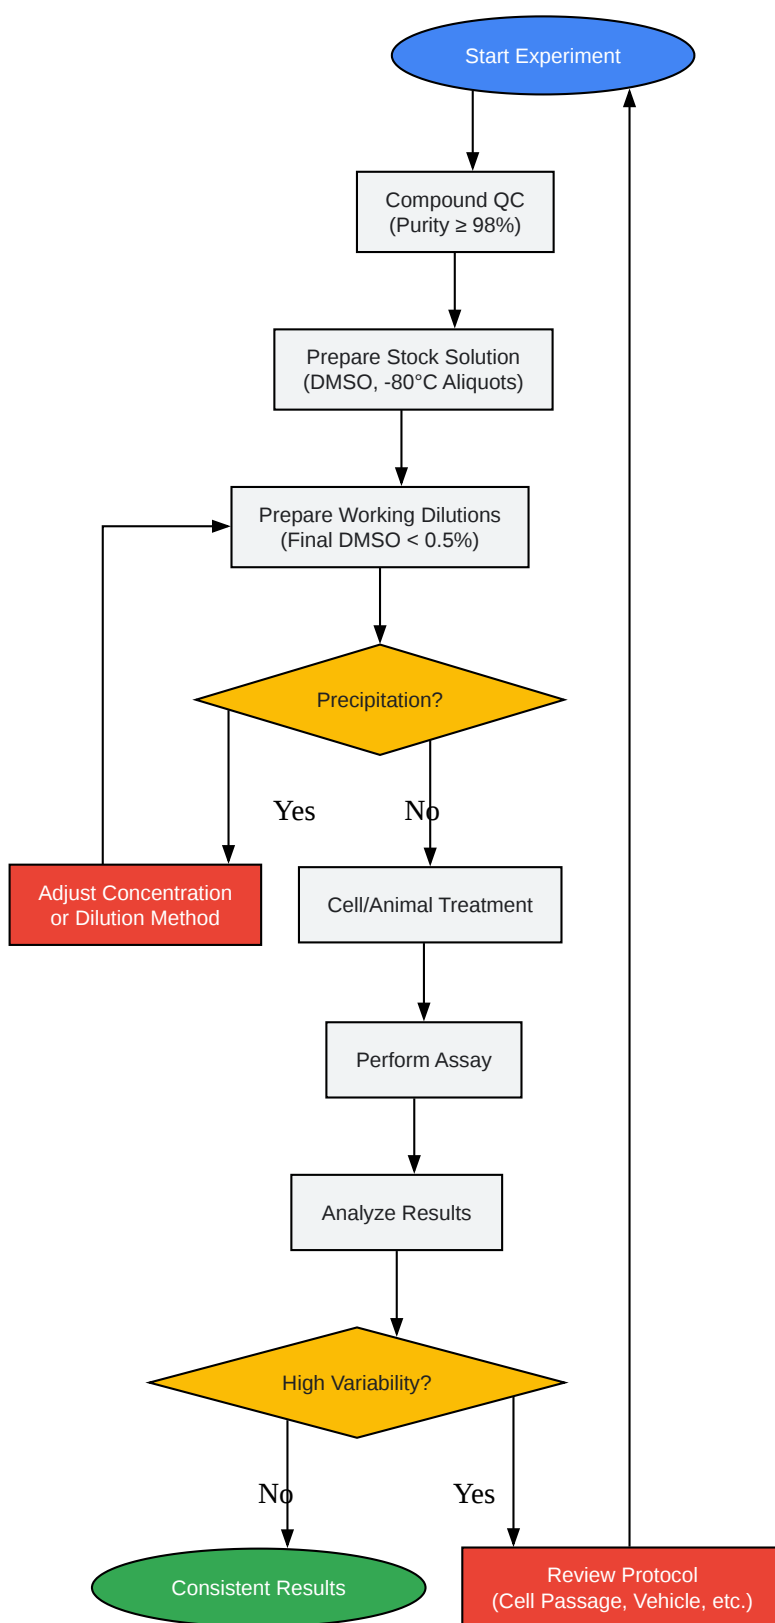 Start Experiment
Compound QC
(Purity ≥ 98%)
Prepare Stock Solution
(DMSO, -80°C Aliquots)
Prepare Working Dilutions
(Final DMSO < 0.5%)
Precipitation?
Yes
No
Adjust Concentration
or Dilution Method
Cell/Animal Treatment
Perform Assay
Analyze Results
High Variability?
No
Yes
Consistent Results
Review Protocol
(Cell Passage, Vehicle, etc.)